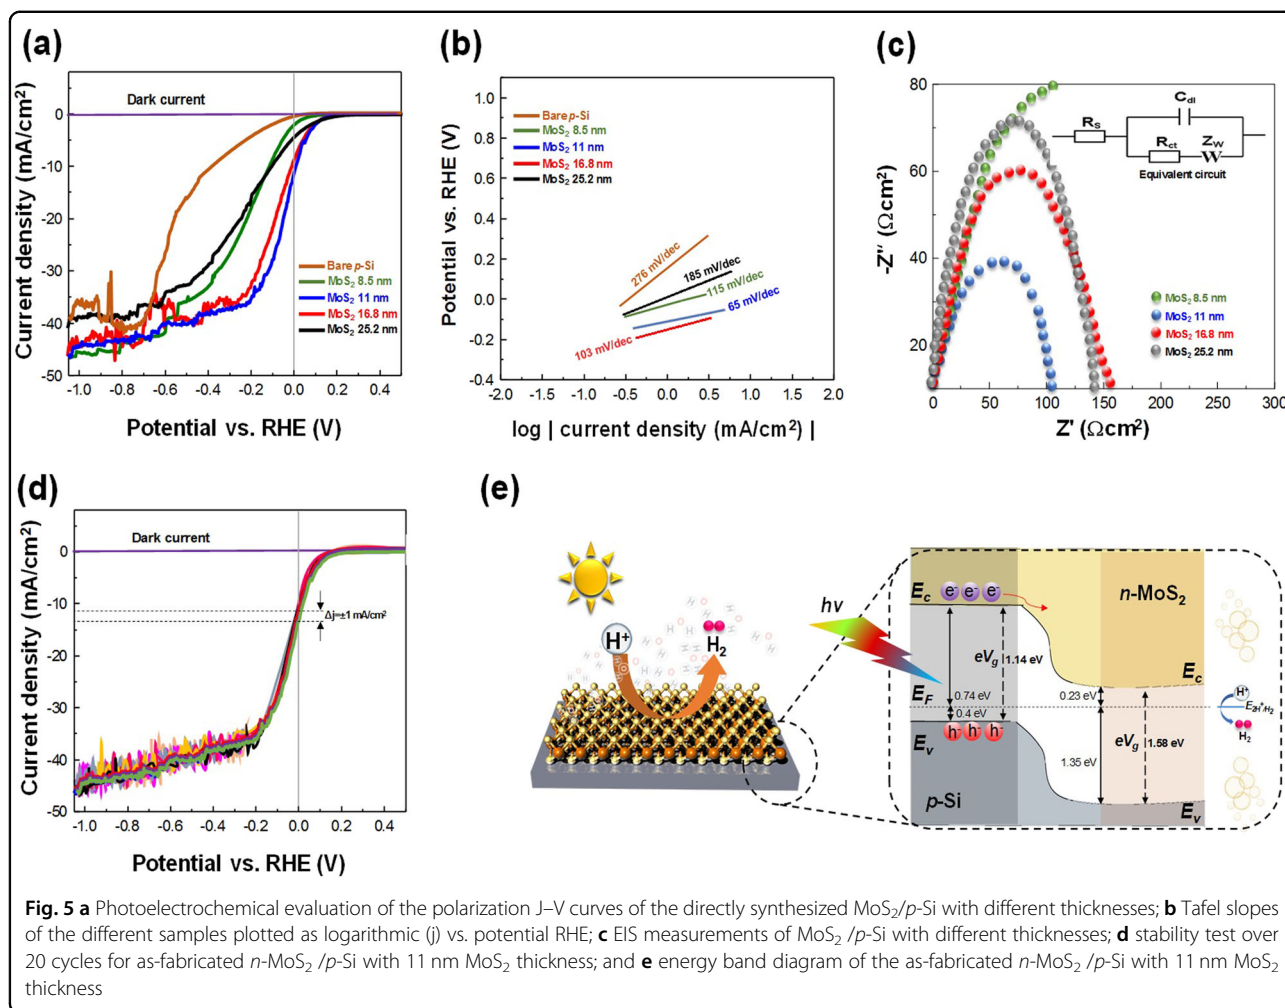 (a)
Dark current
Current density (mA/cm²)
0
-10
-20
-30
-40
-50
Bare p-Si
MoS₂ 8.5 nm
MoS₂ 11 nm
MoS₂ 16.8 nm
MoS₂ 25.2 nm
-1.0 -0.8 -0.6 -0.4 -0.2 0.0 0.2 0.4
Potential vs. RHE (V)
(b)
Potential vs. RHE (V)
1.0
0.8
0.6
0.4
0.2
0.0
-0.2
-0.4
Bare p-Si
MoS₂ 8.5 nm
MoS₂ 11 nm
MoS₂ 16.8 nm
MoS₂ 25.2 nm
276 mV/dec
185 mV/dec
115 mV/dec
65 mV/dec
103 mV/dec
-2.0 -1.5 -1.0 -0.5 0.0 0.5 1.0 1.5 2.0
log | current density (mA/cm²) |
(c)
-Z'' (Ωcm²)
80
60
40
20
C_dl
R_S
R_ct Z_W
Equivalent circuit
MoS₂ 8.5 nm
MoS₂ 11 nm
MoS₂ 16.8 nm
MoS₂ 25.2 nm
0 50 100 150 200 250 300
Z' (Ωcm²)
(d)
Dark current
Current density (mA/cm²)
0
-10
-20
-30
-40
-50
Δj=±1 mA/cm²
-1.0 -0.8 -0.6 -0.4 -0.2 0.0 0.2 0.4
Potential vs. RHE (V)
(e)
H⁺
H₂
hv
E_c
e⁻ e⁻ e⁻
n-MoS₂
eV_g
1.14 eV
E_c
0.74 eV
0.23 eV
E_F
0.4 eV
H⁺
E_2H⁺/H₂
H₂
h⁻ h⁻ h⁻
E_v
eV_g
1.58 eV
1.35 eV
p-Si
E_v
Fig. 5 a Photoelectrochemical evaluation of the polarization J–V curves of the directly synthesized MoS₂/p-Si with different thicknesses; b Tafel slopes
of the different samples plotted as logarithmic (j) vs. potential RHE; c EIS measurements of MoS₂ /p-Si with different thicknesses; d stability test over
20 cycles for as-fabricated n-MoS₂ /p-Si with 11 nm MoS₂ thickness; and e energy band diagram of the as-fabricated n-MoS₂ /p-Si with 11 nm MoS₂
thickness